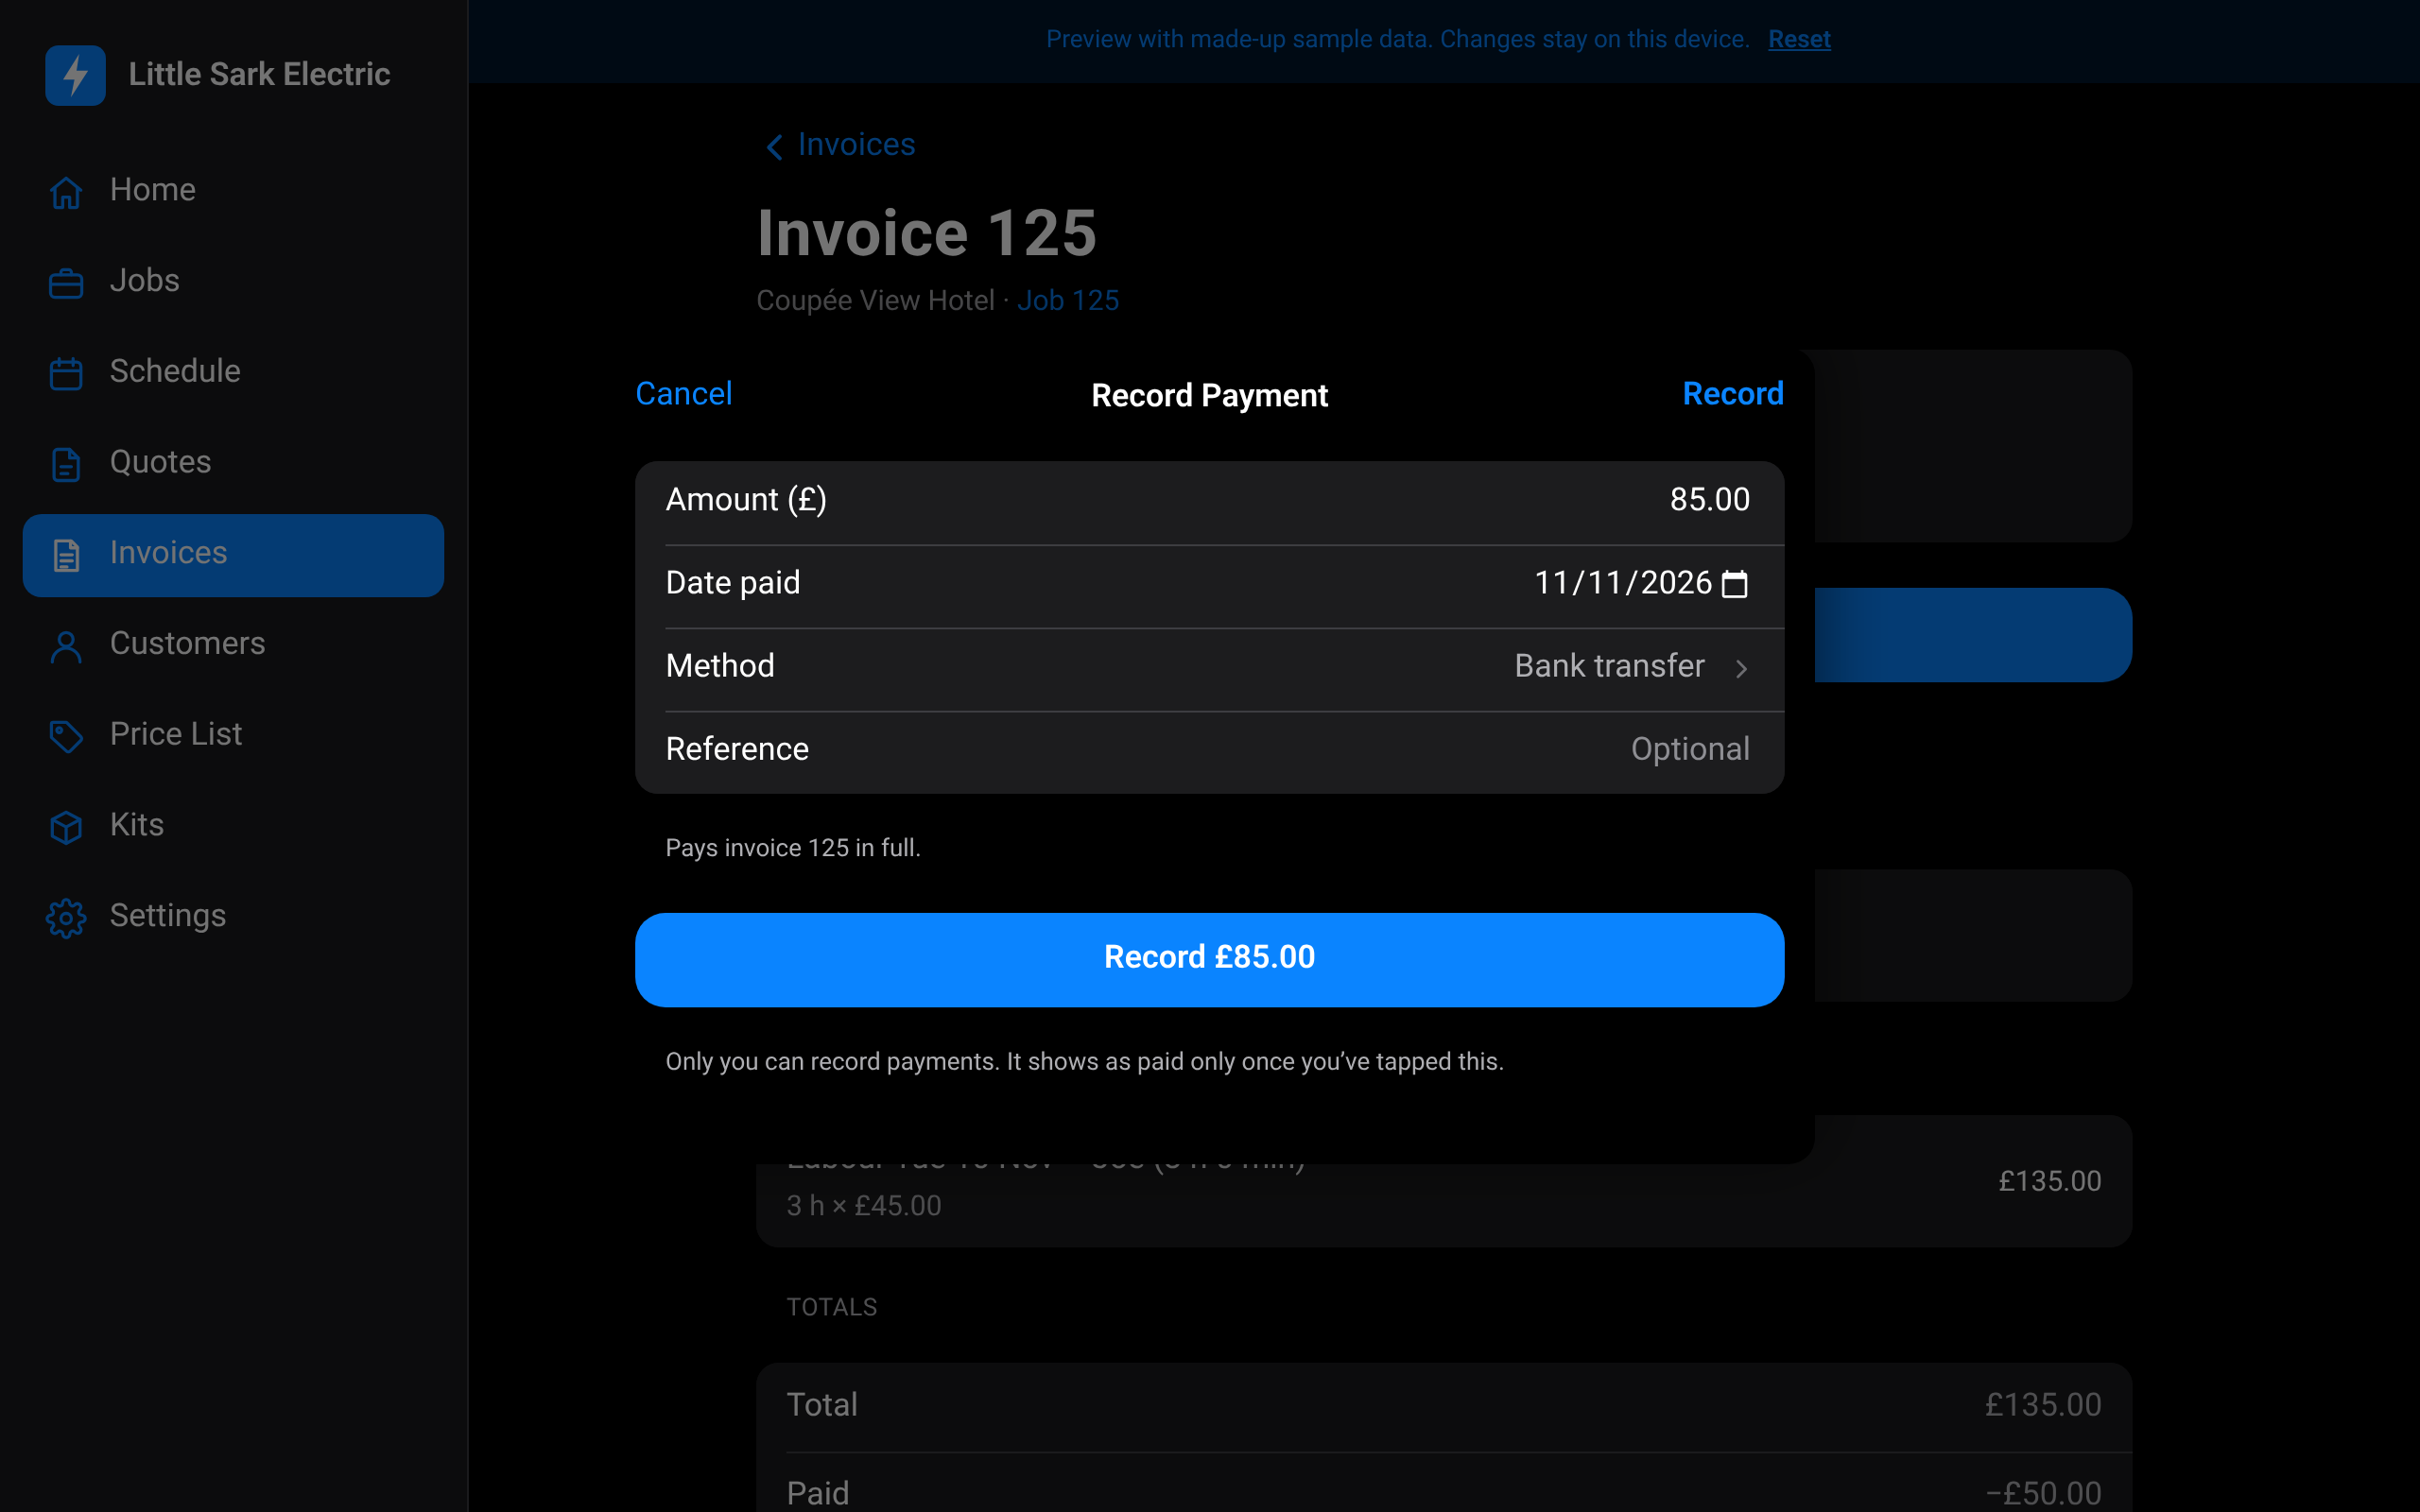 Little Sark Electric
Home
Jobs
Schedule
Quotes
Invoices
Customers
Price List
Kits
Settings
Preview with made-up sample data. Changes stay on this device. Reset
Invoices
Invoice 125
Coupée View Hotel · Job 125
Cancel
Record Payment
Record
Amount (£) 85.00
Date paid 11/11/2026
Method Bank transfer
Reference Optional
Pays invoice 125 in full.
Record £85.00
Only you can record payments. It shows as paid only once you’ve tapped this.
£135.00
3 h × £45.00
TOTALS
Total £135.00
Paid −£50.00